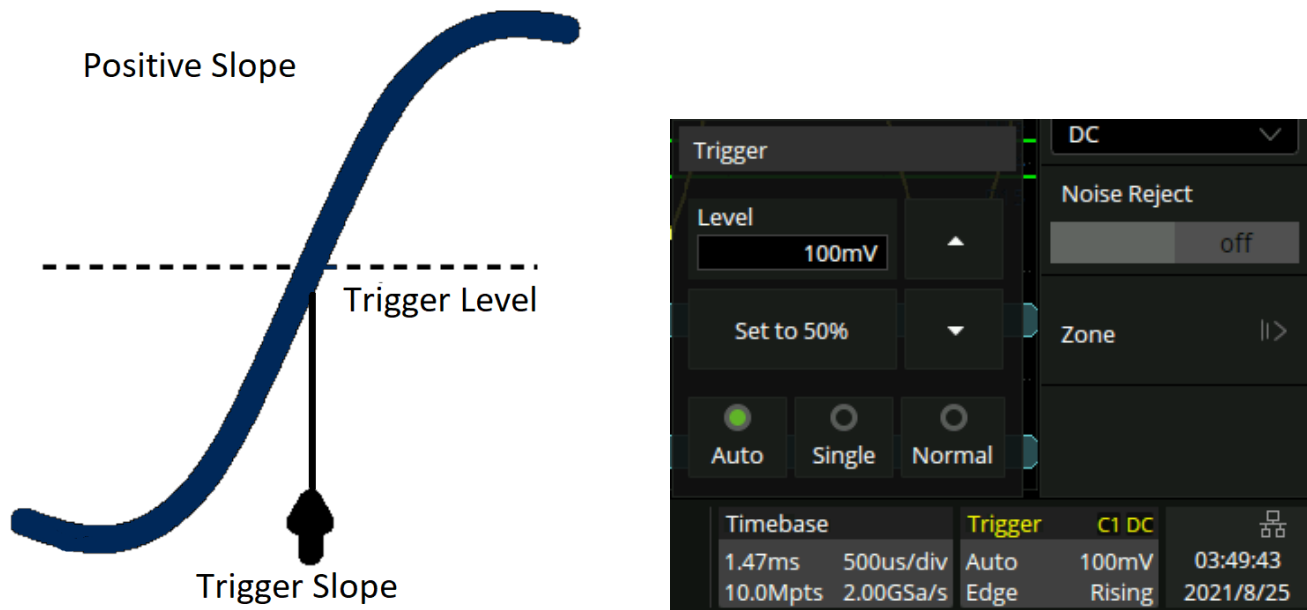 Positive Slope
Trigger Level
Trigger Slope
Trigger
DC
Level
100mV
Noise Reject
off
Set to 50%
Zone
Auto
Single
Normal
Timebase
1.47ms 500us/div
10.0Mpts 2.00GSa/s
Trigger C1 DC
Auto 100mV
Edge Rising
03:49:43
2021/8/25